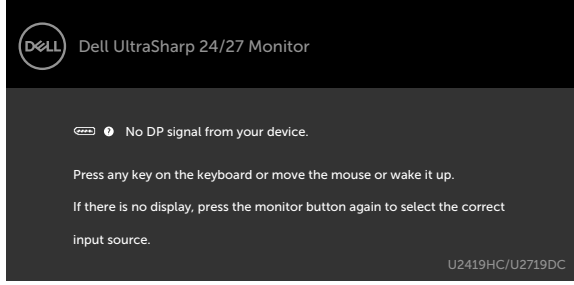 DELL
Dell UltraSharp 24/27 Monitor
? No DP signal from your device.
Press any key on the keyboard or move the mouse or wake it up.
If there is no display, press the monitor button again to select the correct
input source.
U2419HC/U2719DC